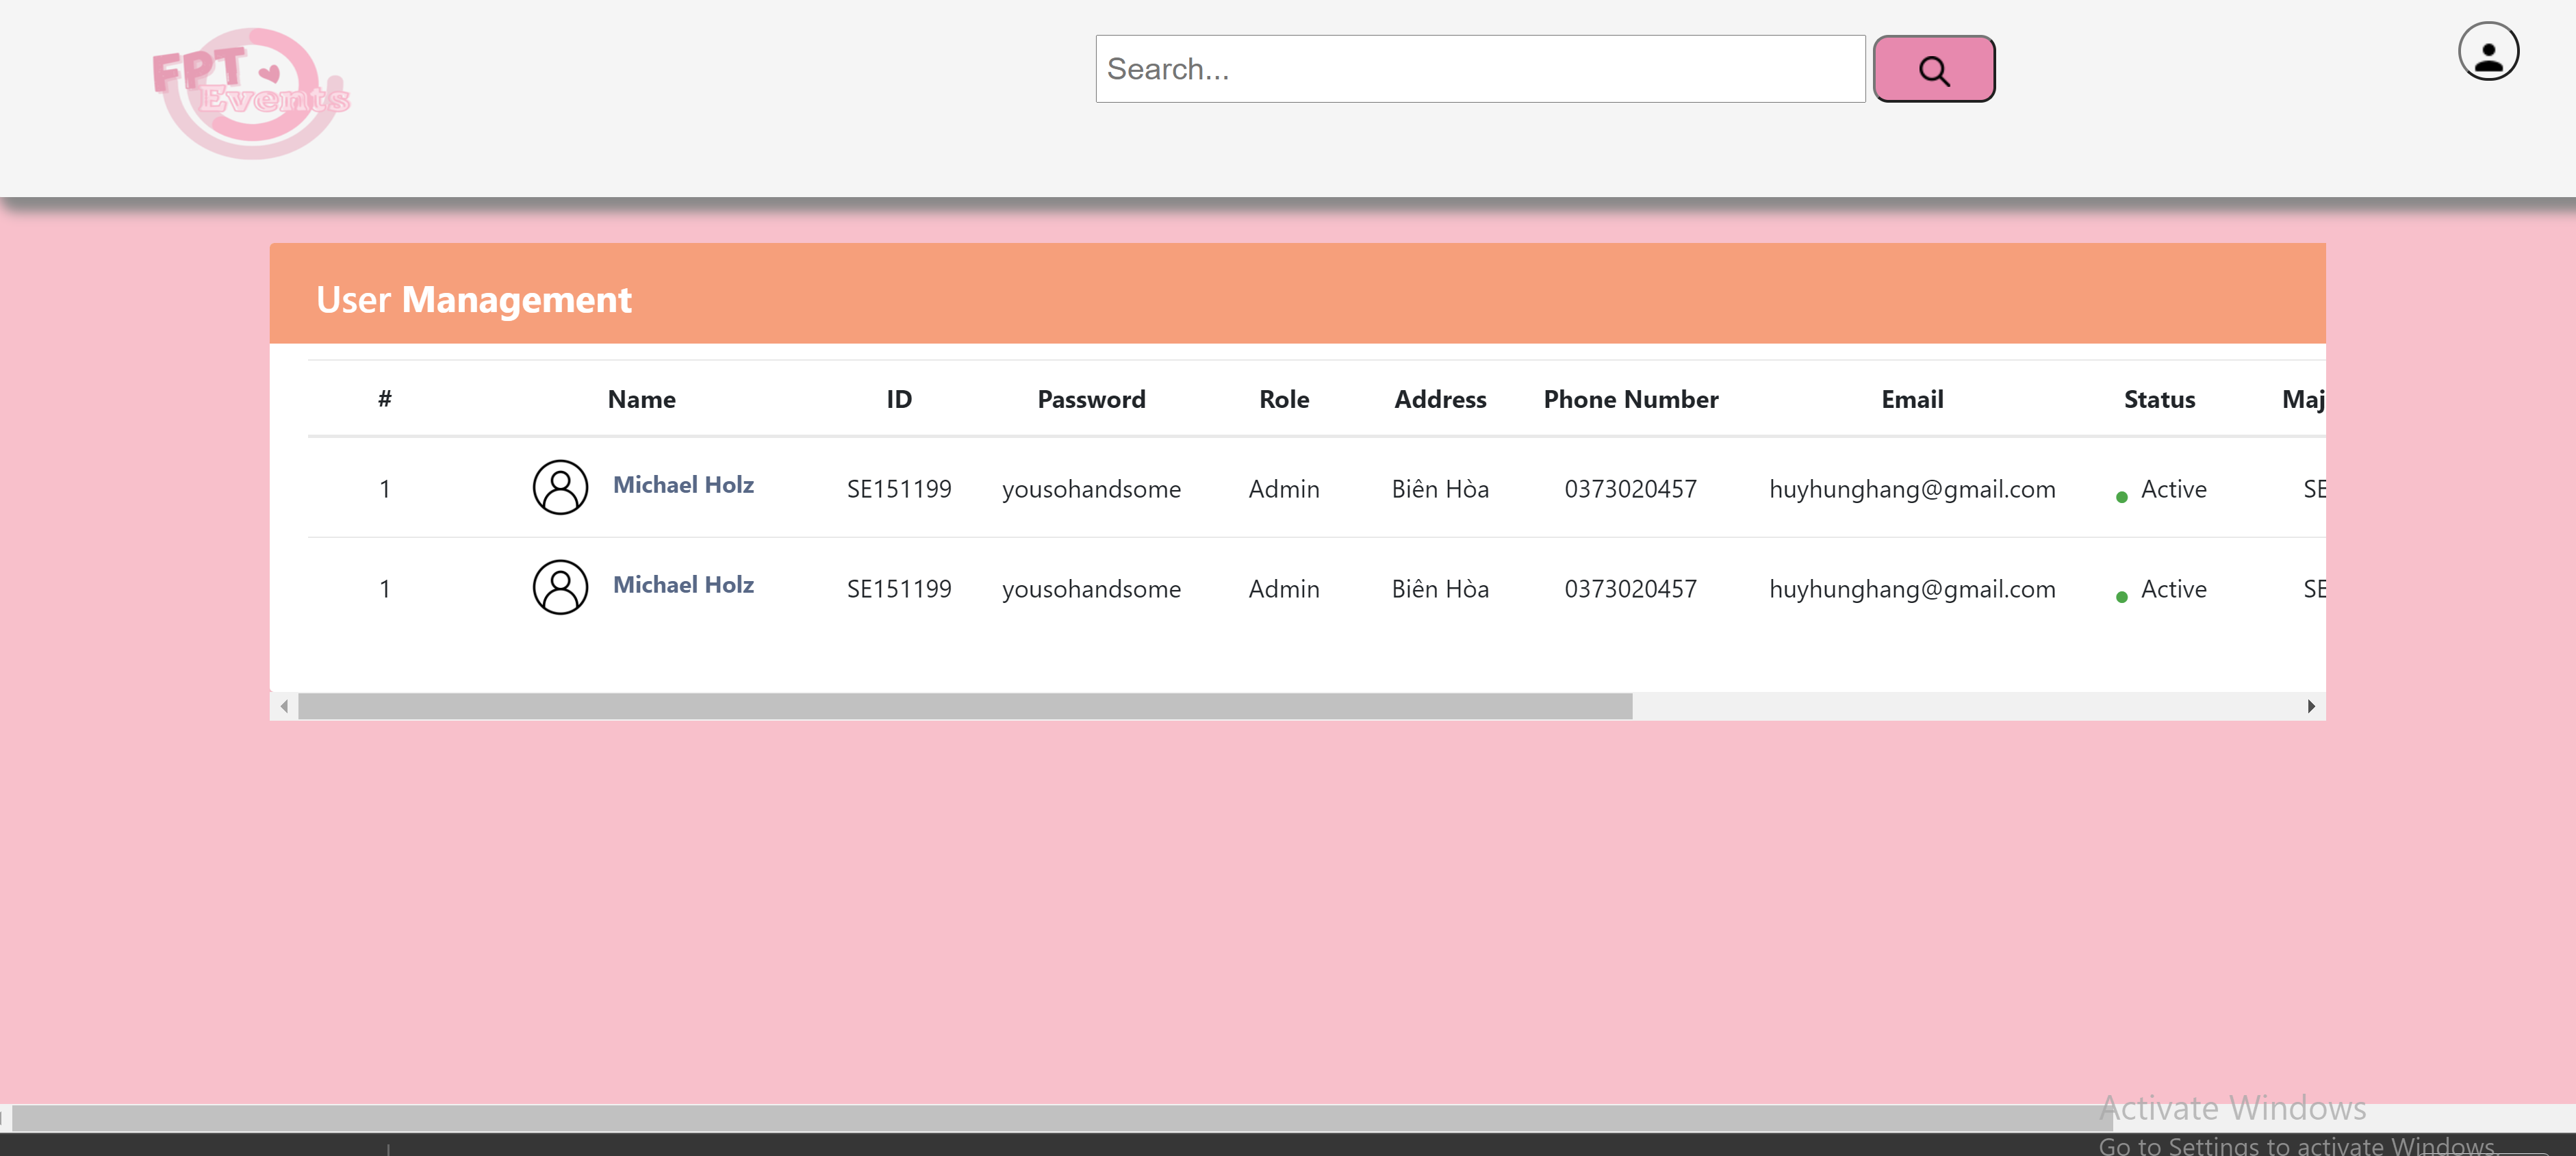 FPT
Events
Search...
User Management
# Name ID Password Role Address Phone Number Email Status Maj
1 Michael Holz SE151199 yousohandsome Admin Biên Hòa 0373020457 huyhunghang@gmail.com Active SE
1 Michael Holz SE151199 yousohandsome Admin Biên Hòa 0373020457 huyhunghang@gmail.com Active SE
Activate Windows
Go to Settings to activate Windows.